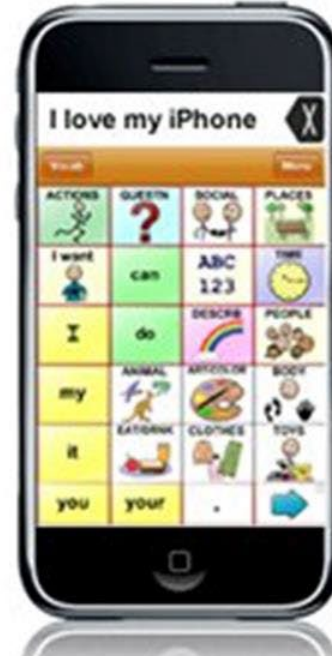 I love my iPhone
X
Vocab
Menu
ACTIONS QUESTN SOCIAL PLACES
I want can ABC 123 TIME
I do DESCRB PEOPLE
my ANIMAL ART/COLOR BODY
it EAT/DRNK CLOTHES TOYS
you your .